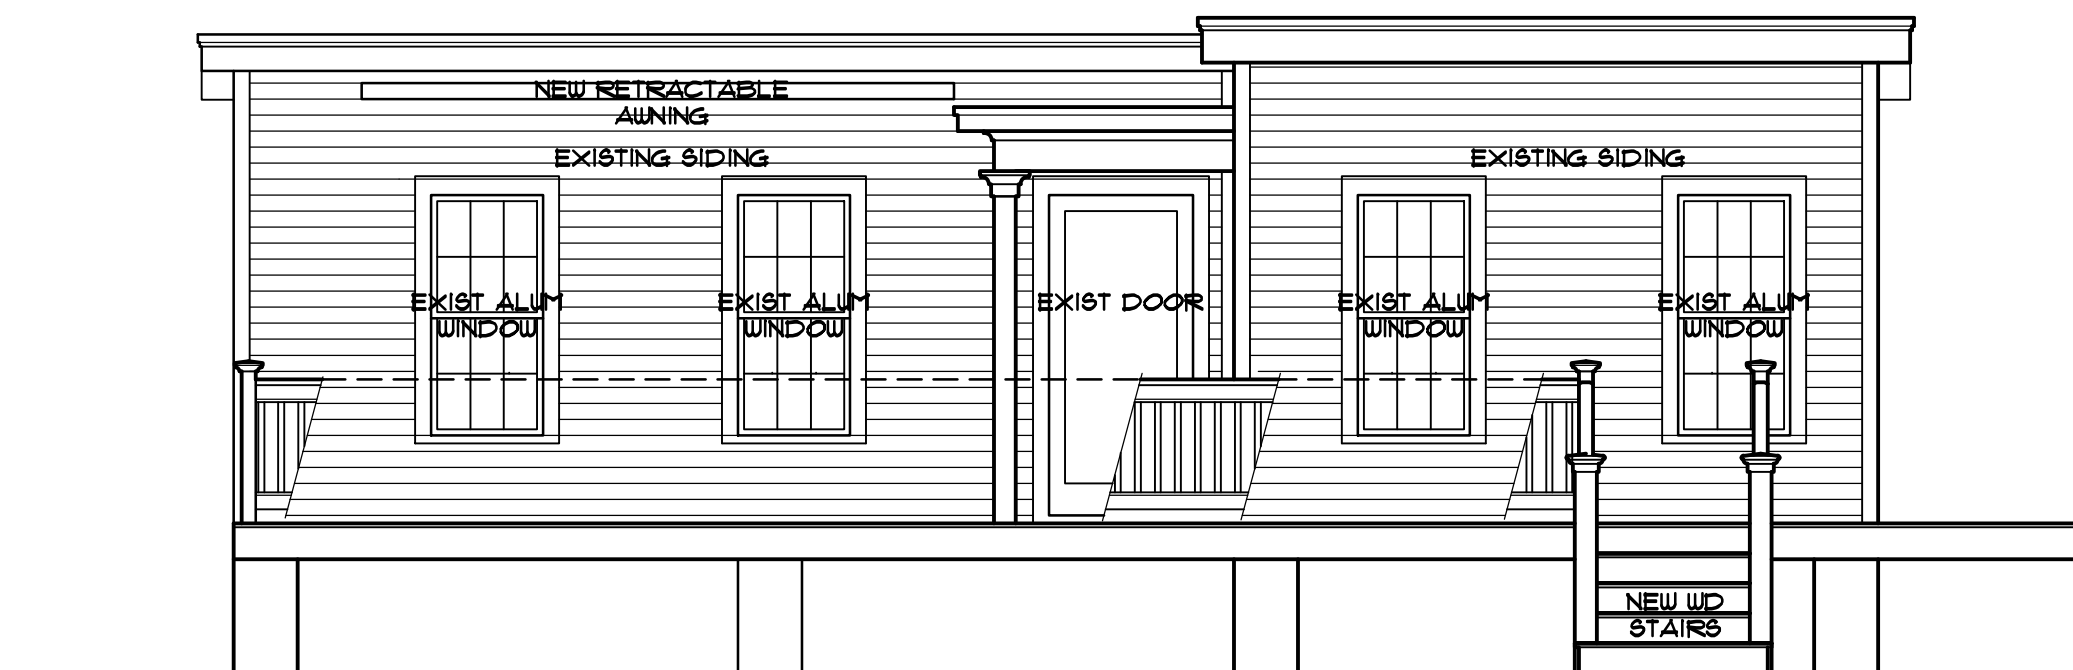 NEW RETRACTABLE
AWNING
EXISTING SIDING
EXISTING SIDING
EXIST ALUM
WINDOW
EXIST ALUM
WINDOW
EXIST DOOR
EXIST ALUM
WINDOW
EXIST ALUM
WINDOW
NEW WD
STAIRS